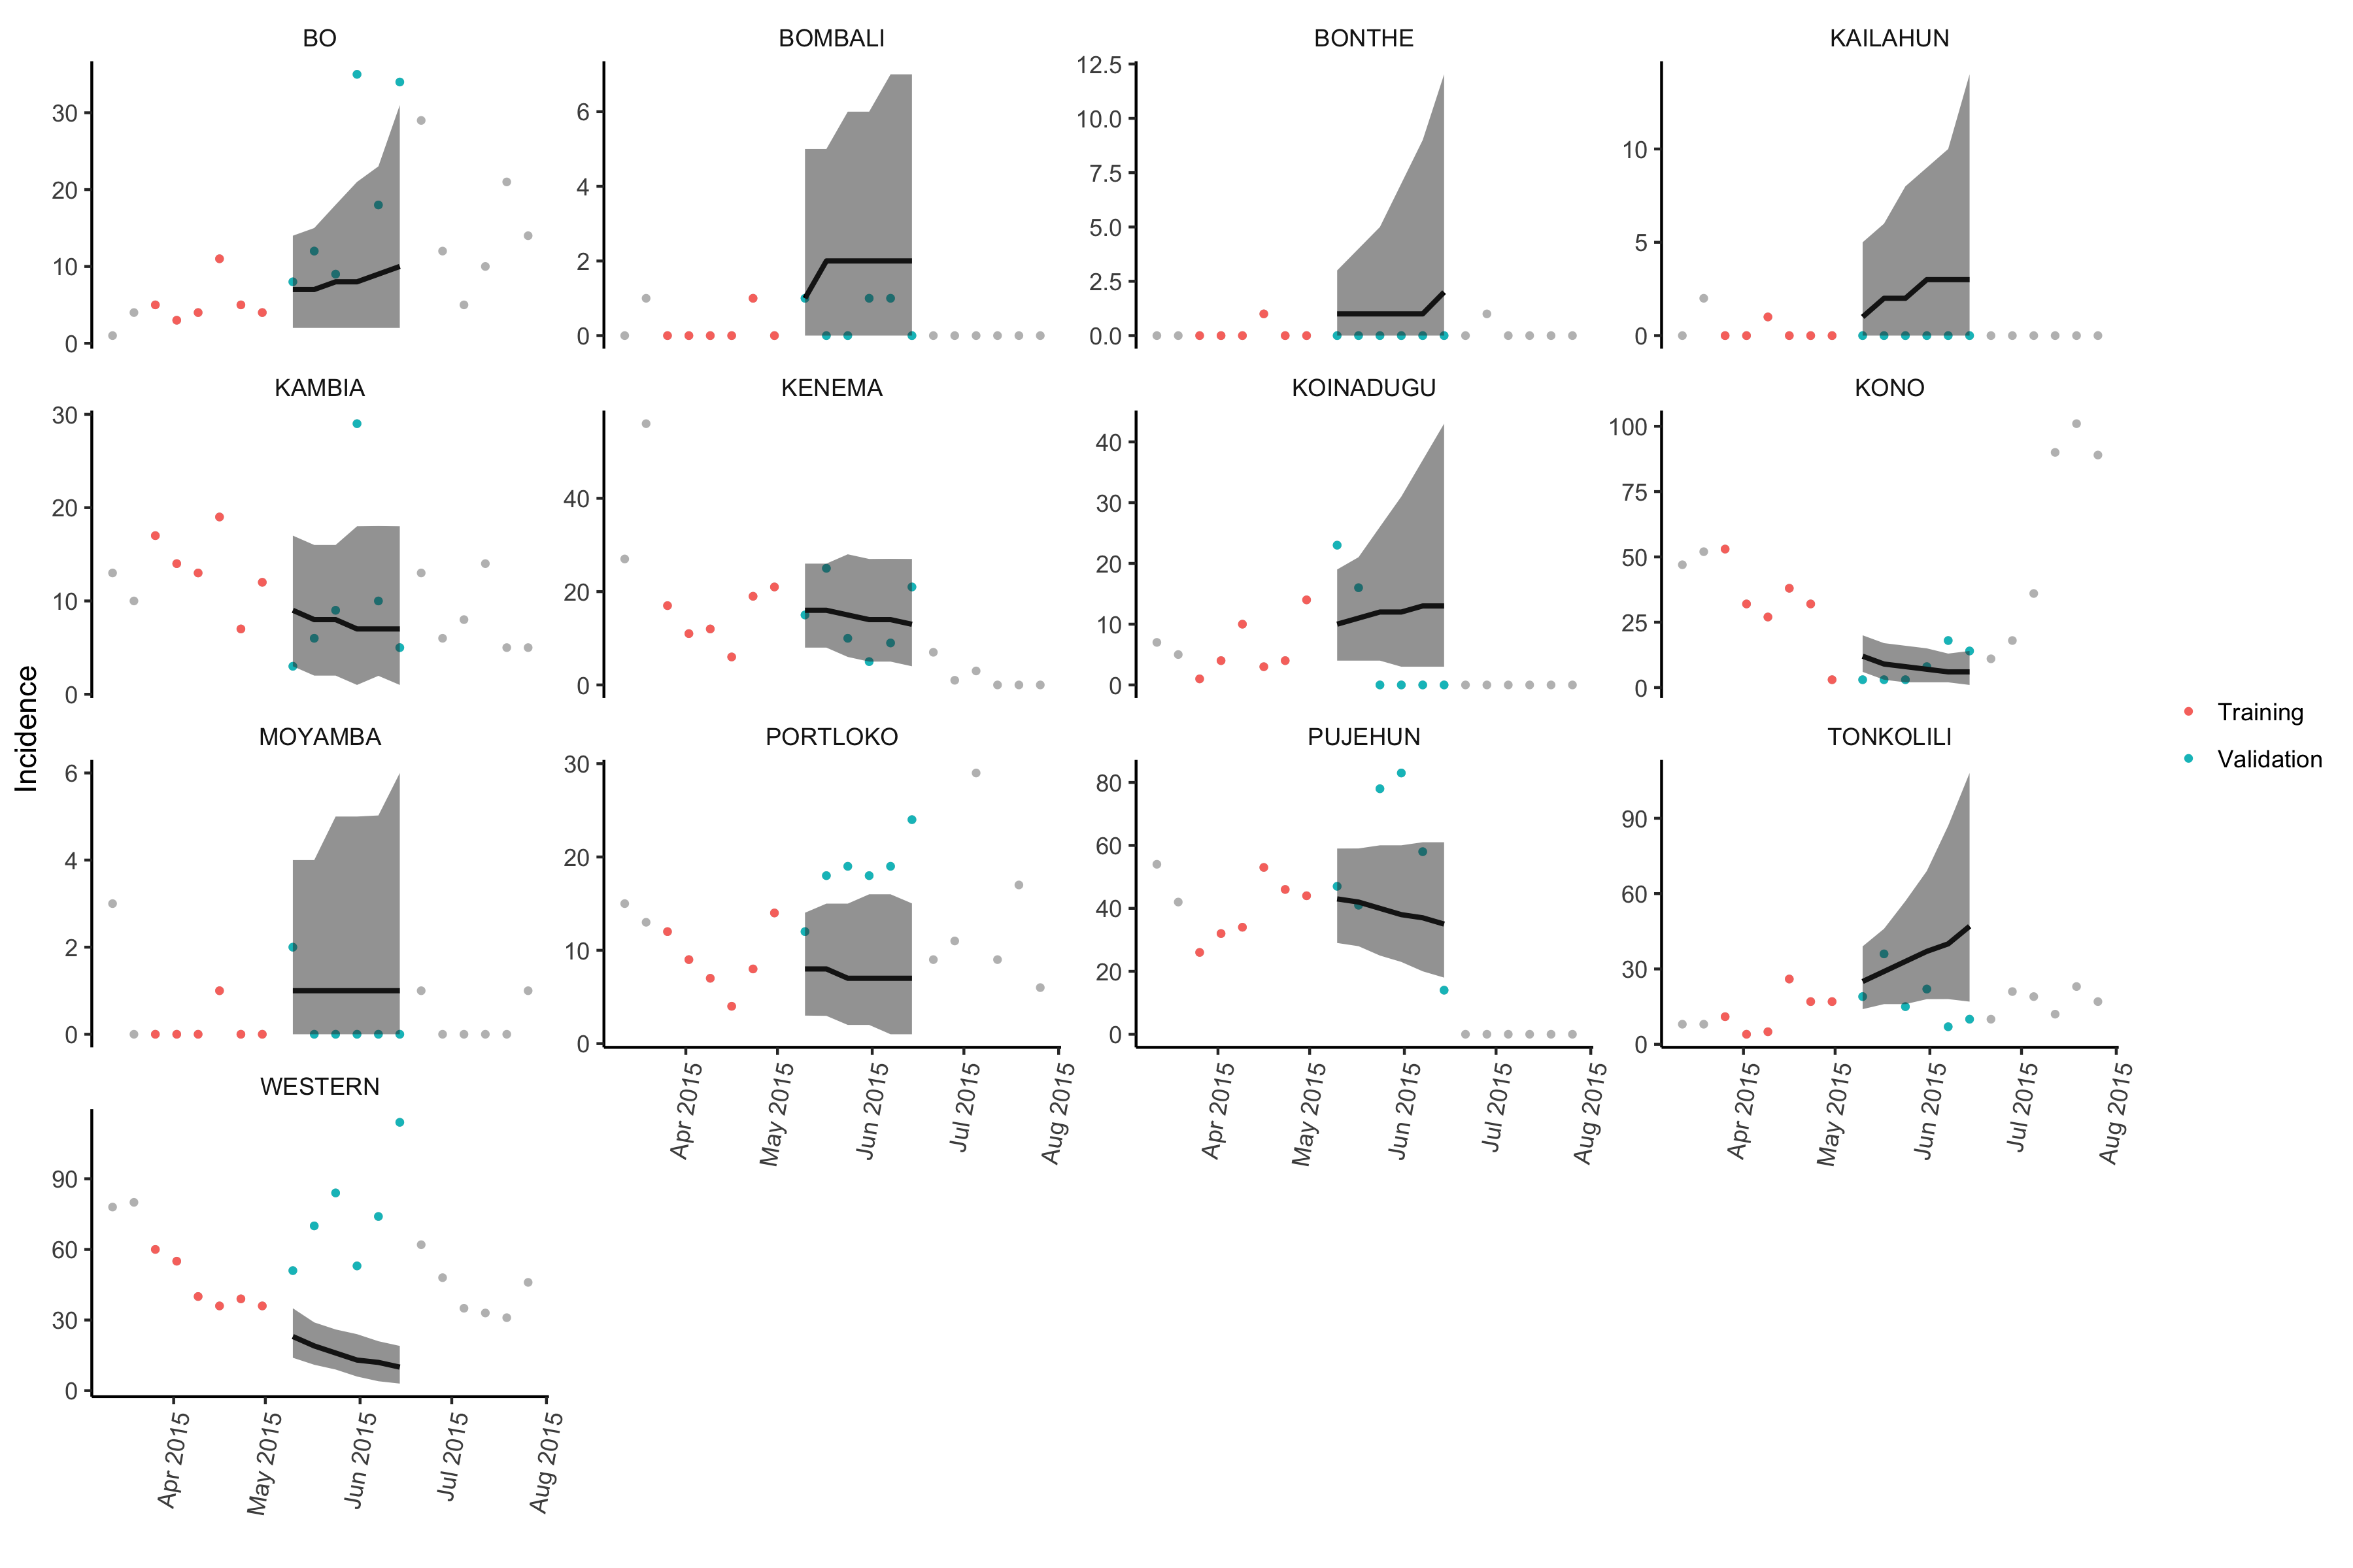 BO
BOMBALI
BONTHE
KAILAHUN
30
20
10
0
6
4
2
0
12.5
10.0
7.5
5.0
2.5
0.0
10
5
0
KAMBIA
KENEMA
KOINADUGU
KONO
30
20
10
0
40
20
0
40
30
20
10
0
100
75
50
25
0
MOYAMBA
PORTLOKO
PUJEHUN
TONKOLILI
6
4
2
0
30
20
10
0
80
60
40
20
0
90
60
30
0
Apr 2015
May 2015
Jun 2015
Jul 2015
Aug 2015
Apr 2015
May 2015
Jun 2015
Jul 2015
Aug 2015
Apr 2015
May 2015
Jun 2015
Jul 2015
Aug 2015
WESTERN
90
60
30
0
Apr 2015
May 2015
Jun 2015
Jul 2015
Aug 2015
Incidence
Training
Validation